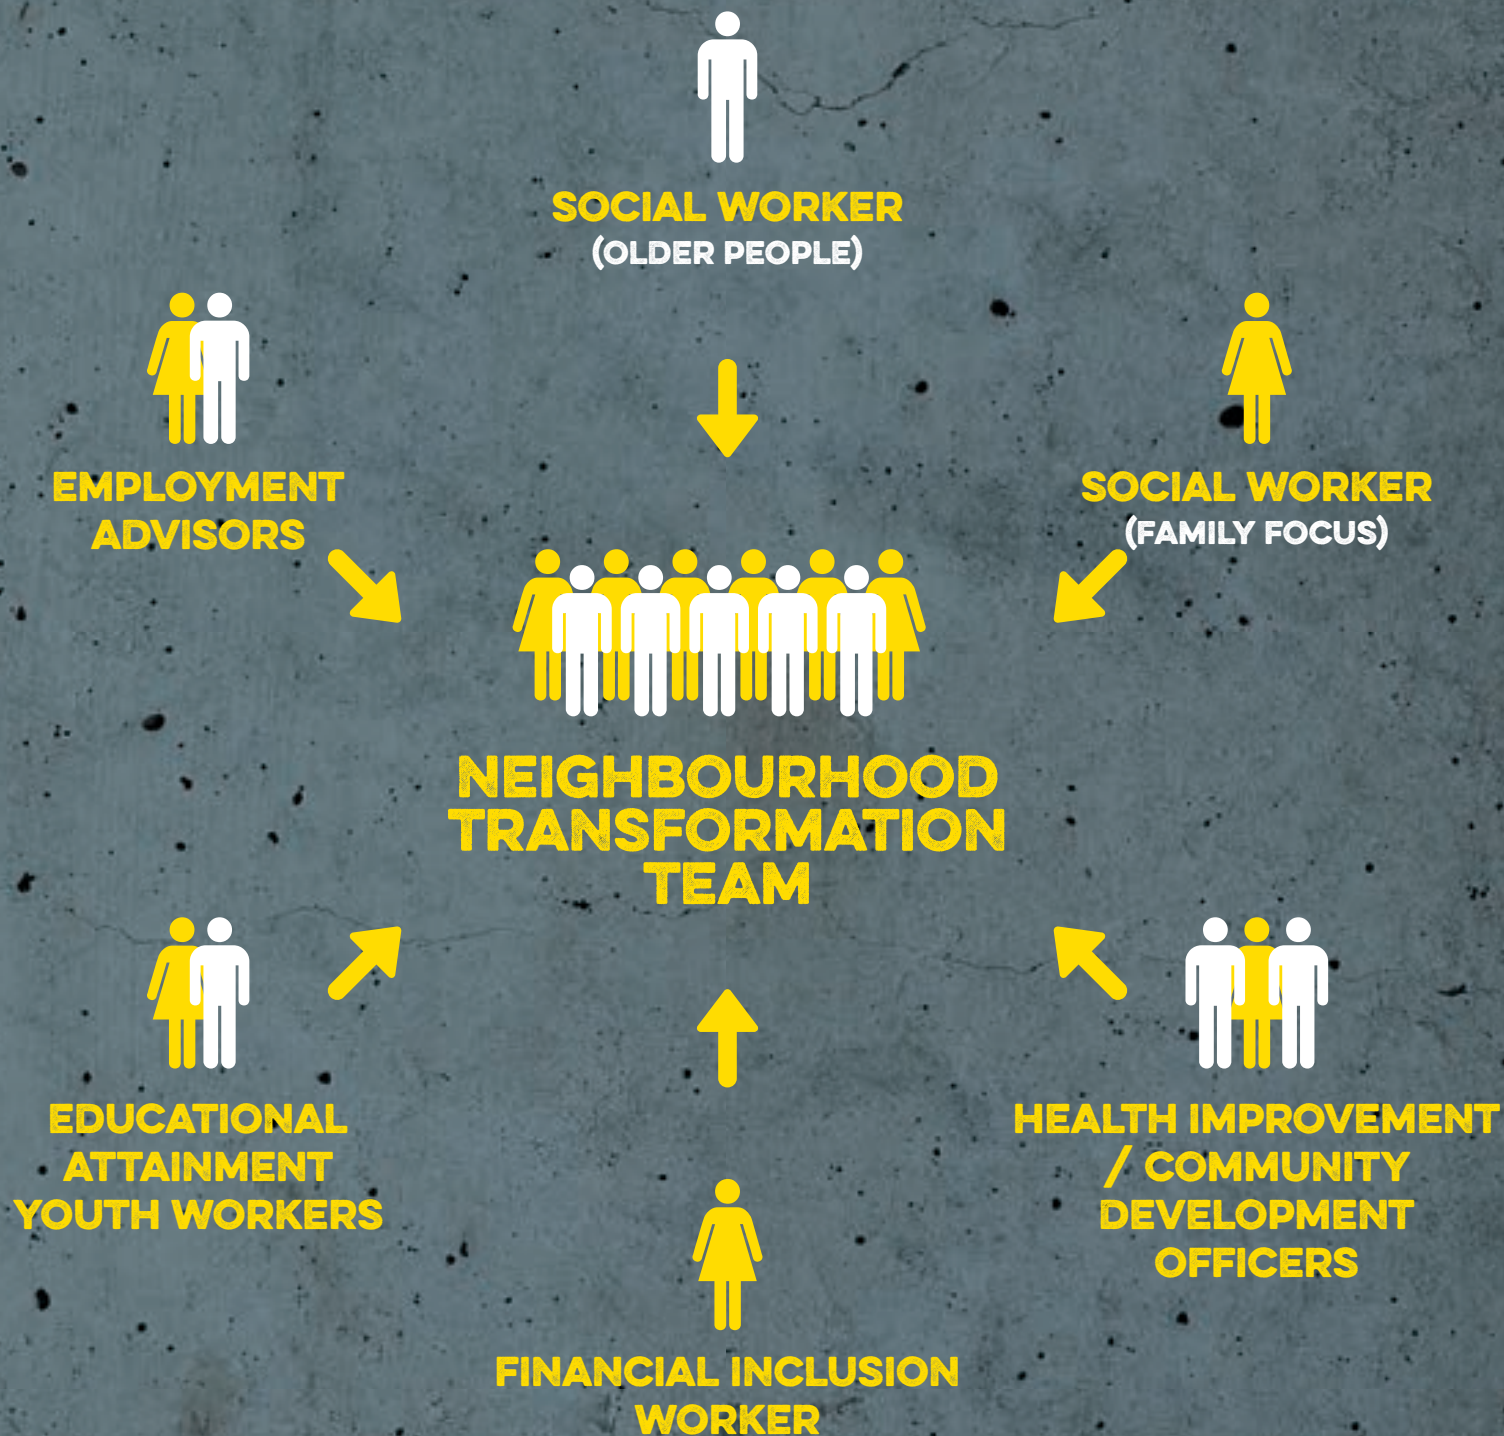 SOCIAL WORKER
(OLDER PEOPLE)
EMPLOYMENT
ADVISORS
SOCIAL WORKER
(FAMILY FOCUS)
NEIGHBOURHOOD
TRANSFORMATION
TEAM
EDUCATIONAL
ATTAINMENT
YOUTH WORKERS
HEALTH IMPROVEMENT
/ COMMUNITY
DEVELOPMENT
OFFICERS
FINANCIAL INCLUSION
WORKER